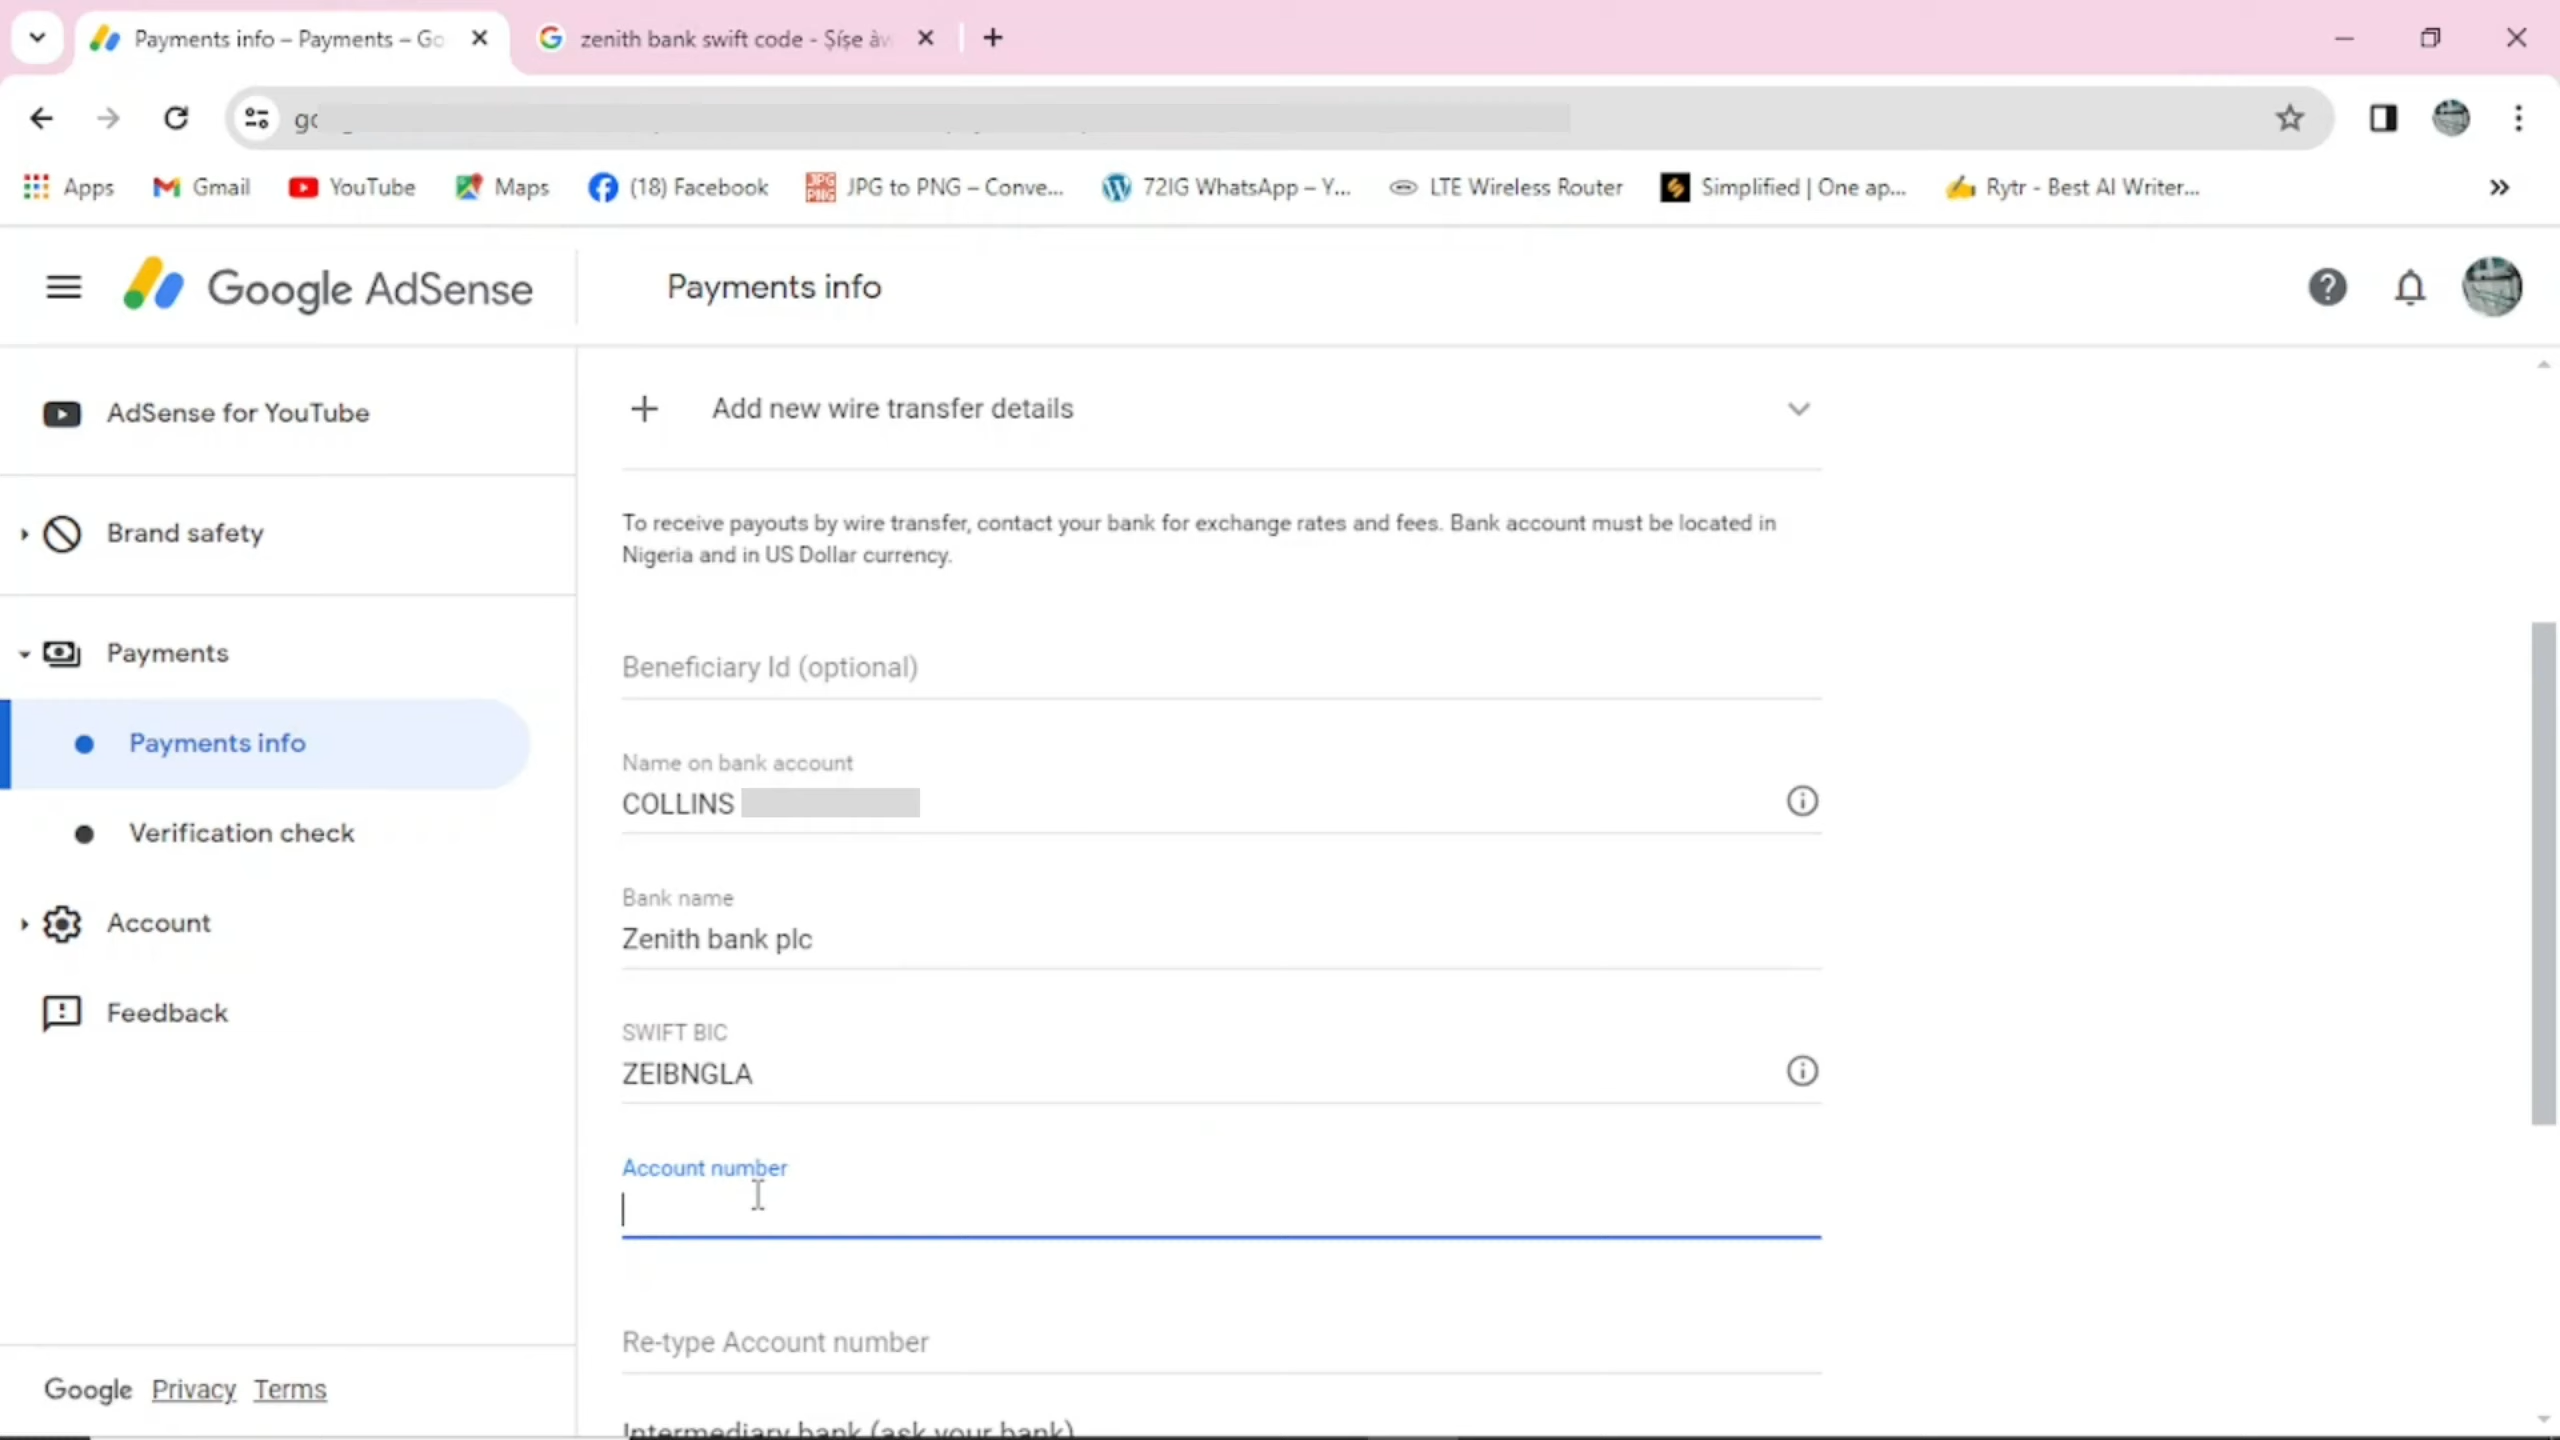 Payments info – Payments – Go
zenith bank swift code - Ṣíṣe àw
Apps
Gmail
YouTube
Maps
(18) Facebook
JPG to PNG – Conve...
72IG WhatsApp – Y...
LTE Wireless Router
Simplified | One ap...
Rytr - Best AI Writer...
Google AdSense
Payments info
AdSense for YouTube
Brand safety
Payments
Payments info
Verification check
Account
Feedback
Google Privacy Terms
Add new wire transfer details
To receive payouts by wire transfer, contact your bank for exchange rates and fees. Bank account must be located in
Nigeria and in US Dollar currency.
Beneficiary Id (optional)
Name on bank account
COLLINS
Bank name
Zenith bank plc
SWIFT BIC
ZEIBNGLA
Account number
Re-type Account number
Intermediary bank (ask your bank)